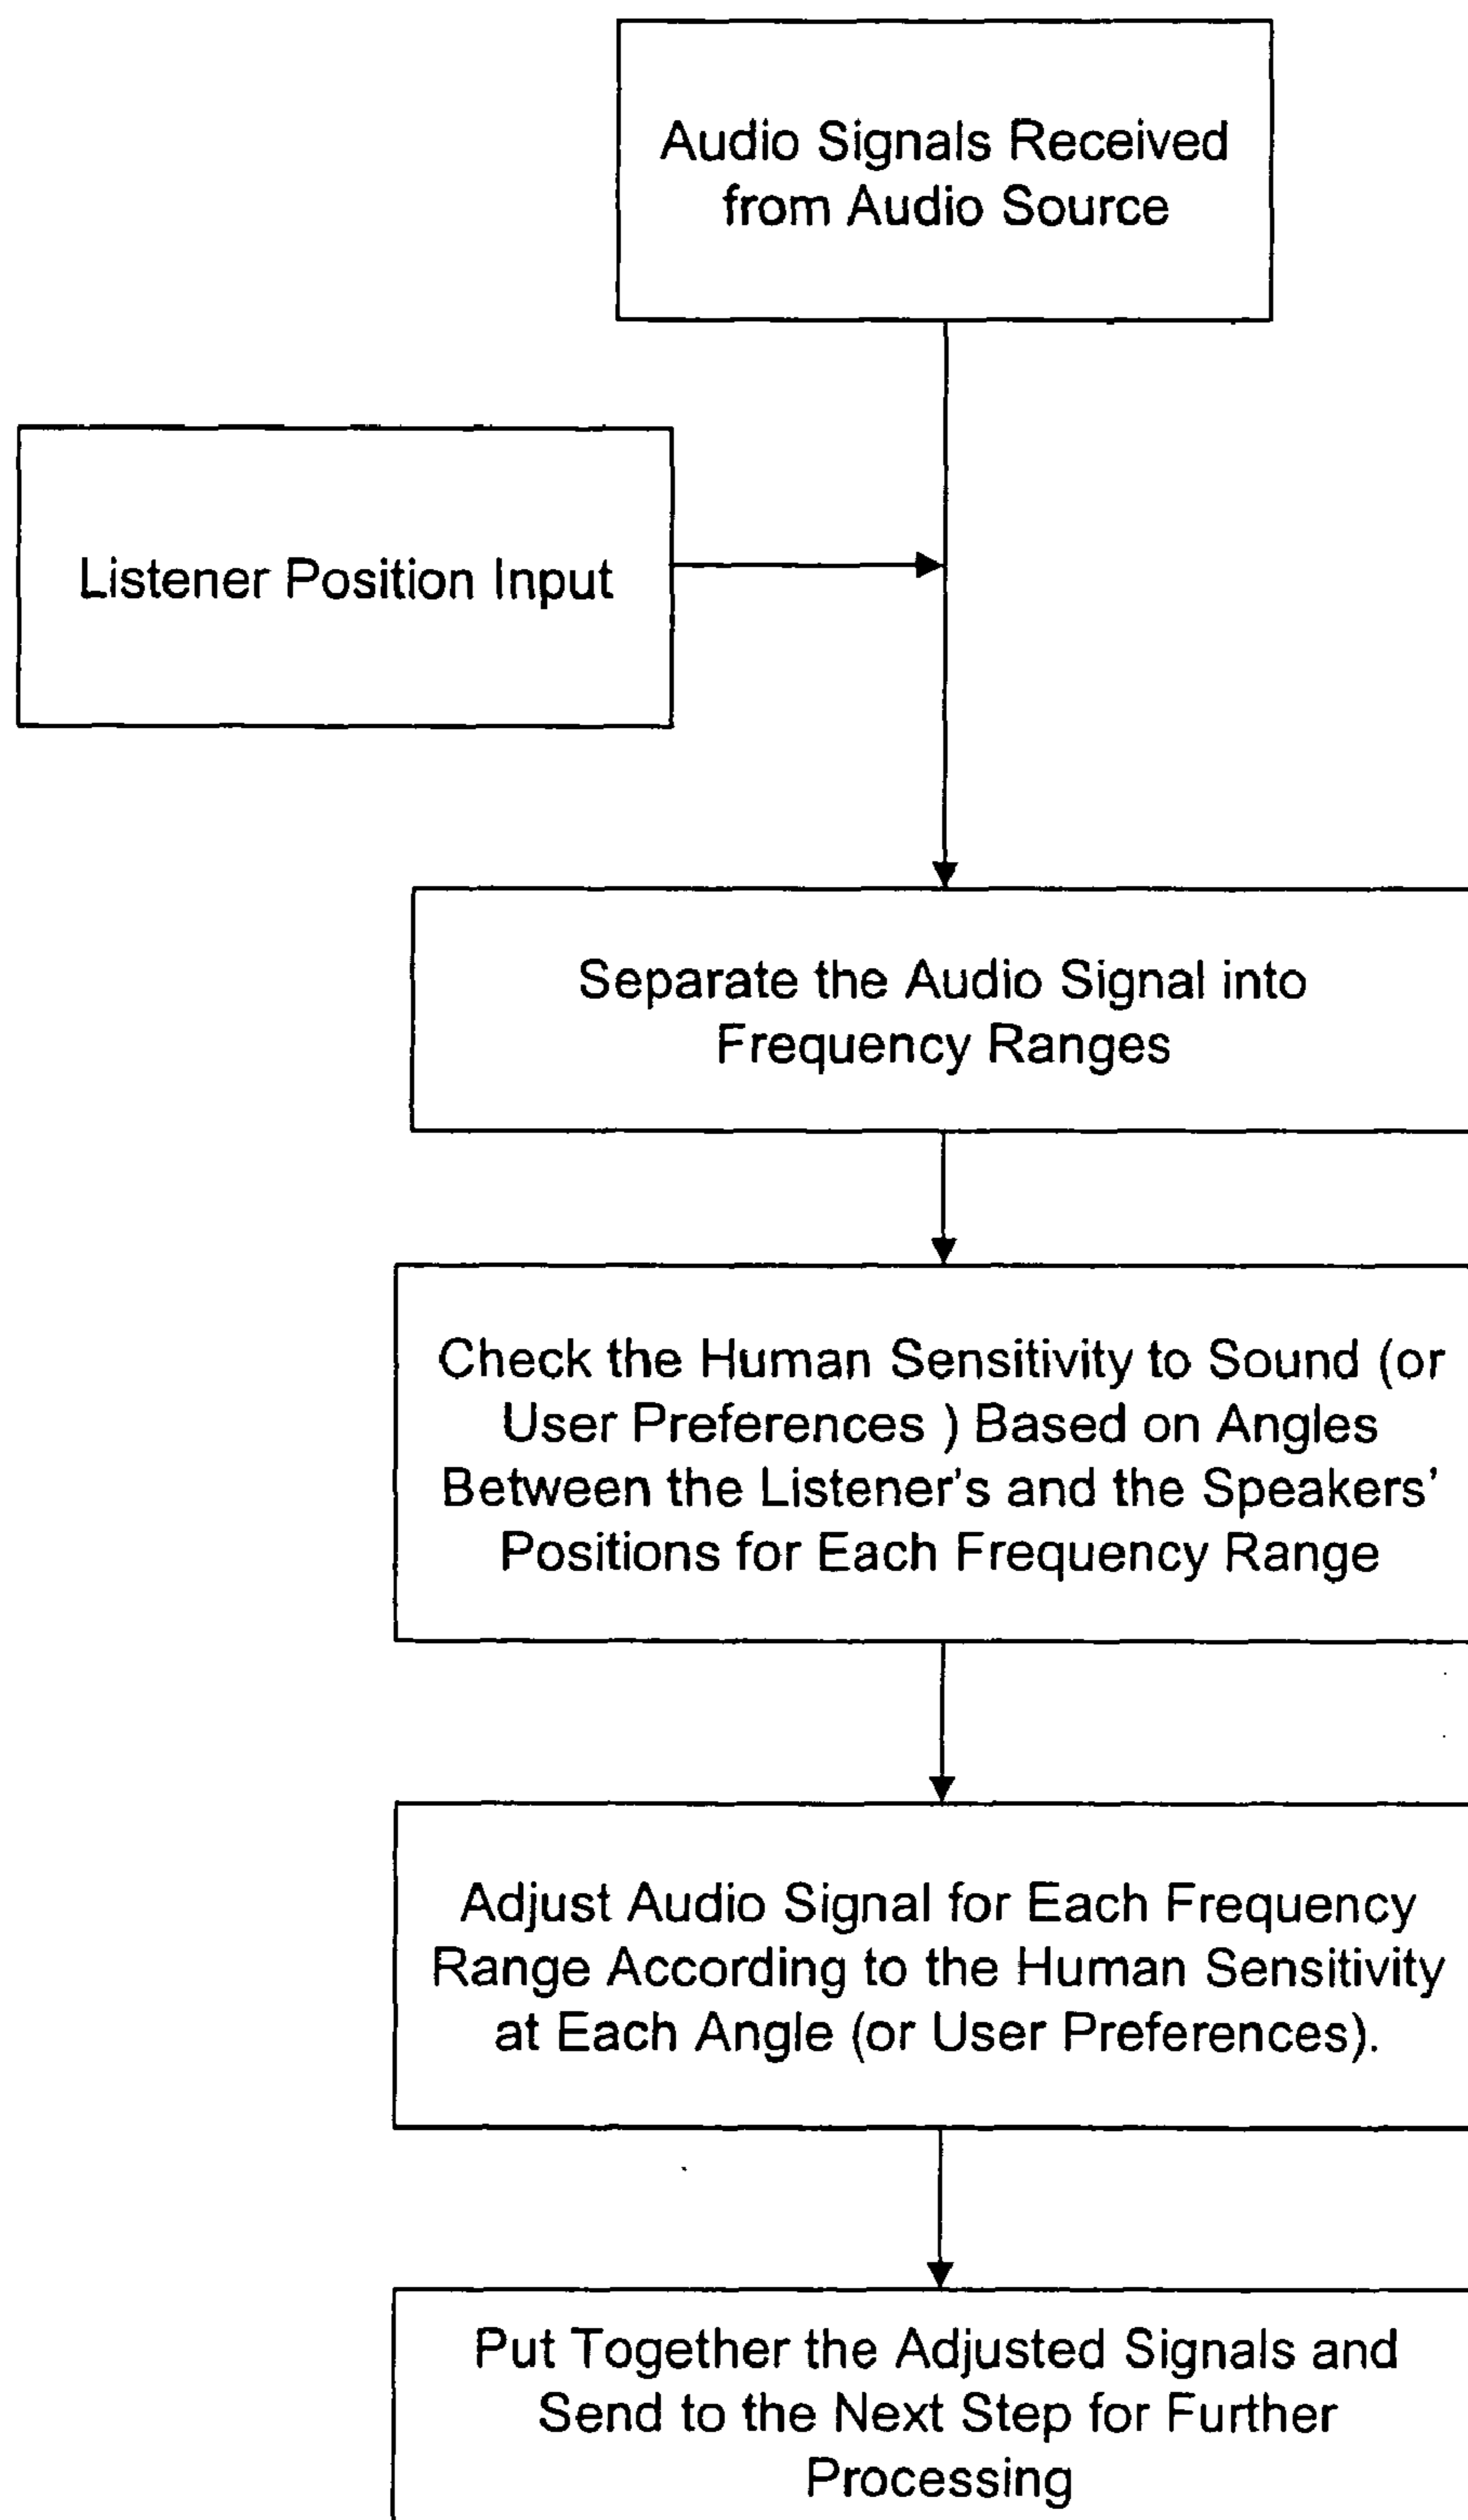 Audio Signals Received
from Audio Source
Listener Position Input
Separate the Audio Signal into
Frequency Ranges
Check the Human Sensitivity to Sound (or
User Preferences ) Based on Angles
Between the Listener's and the Speakers'
Positions for Each Frequency Range
Adjust Audio Signal for Each Frequency
Range According to the Human Sensitivity
at Each Angle (or User Preferences).
Put Together the Adjusted Signals and
Send to the Next Step for Further
Processing